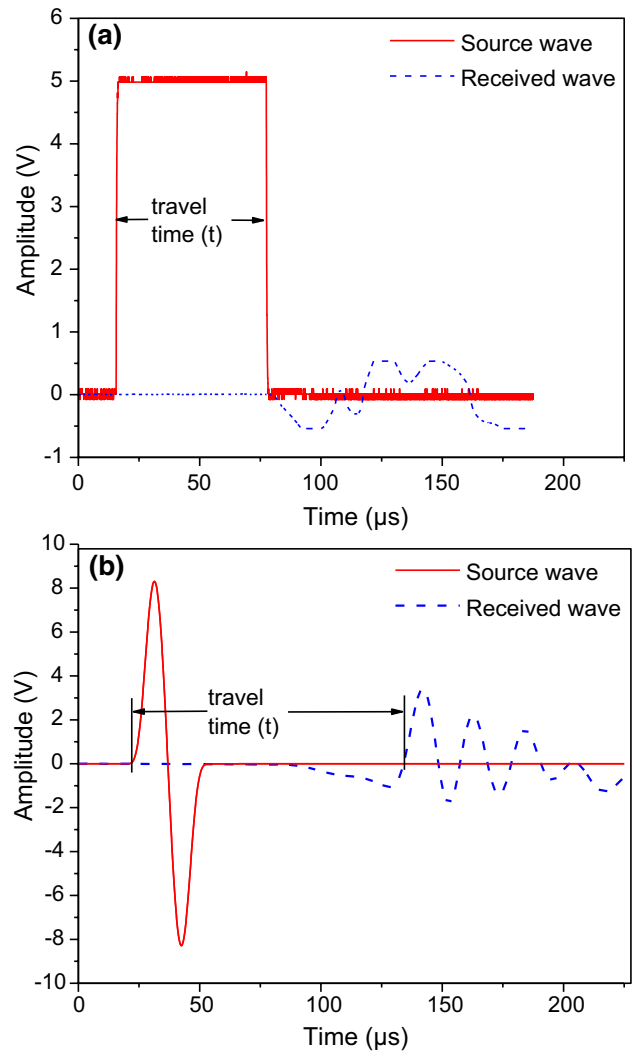 (a)
Source wave
Received wave
6
5
4
3
2
1
0
-1
Amplitude (V)
travel
time (t)
0
50
100
150
200
Time (µs)
(b)
Source wave
Received wave
10
8
6
4
2
0
-2
-4
-6
-8
-10
Amplitude (V)
travel
time (t)
0
50
100
150
200
Time (µs)